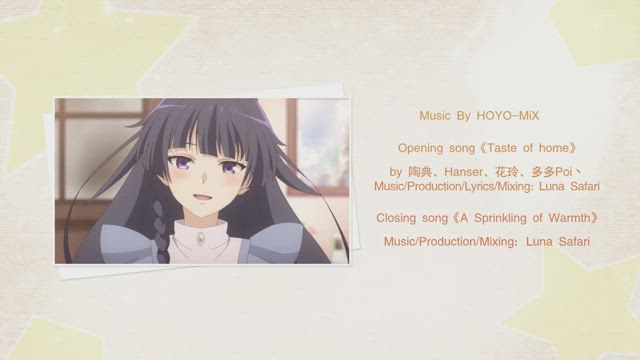 Music By HOYO-MiX
Opening song《Taste of home》
by 陶典、Hanser、花玲、多多Poi丶
Music/Production/Lyrics/Mixing: Luna Safari
Closing song《A Sprinkling of Warmth》
Music/Production/Mixing: Luna Safari